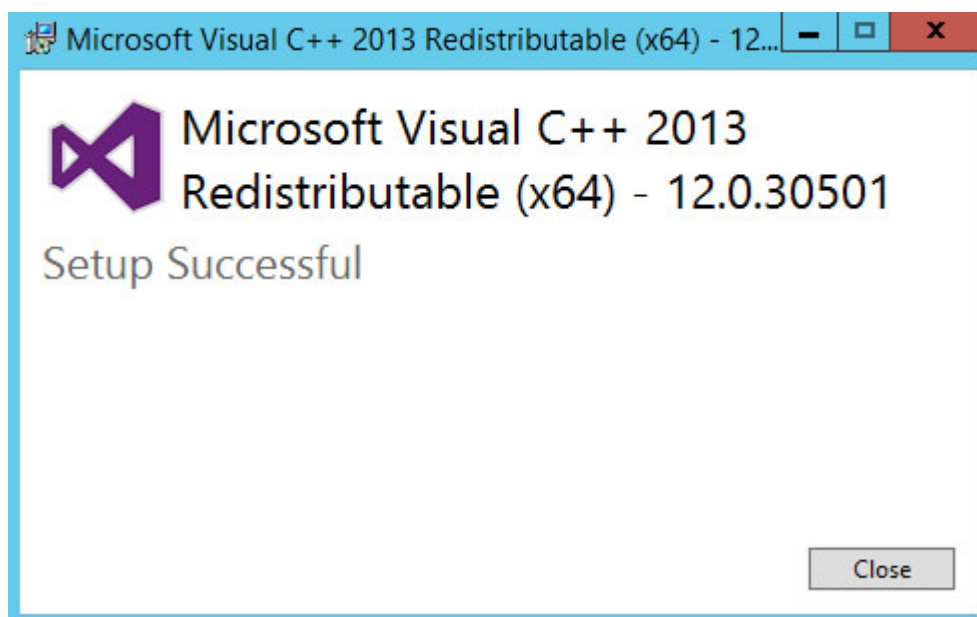 Microsoft Visual C++ 2013 Redistributable (x64) - 12...
Microsoft Visual C++ 2013
Redistributable (x64) - 12.0.30501
Setup Successful
Close